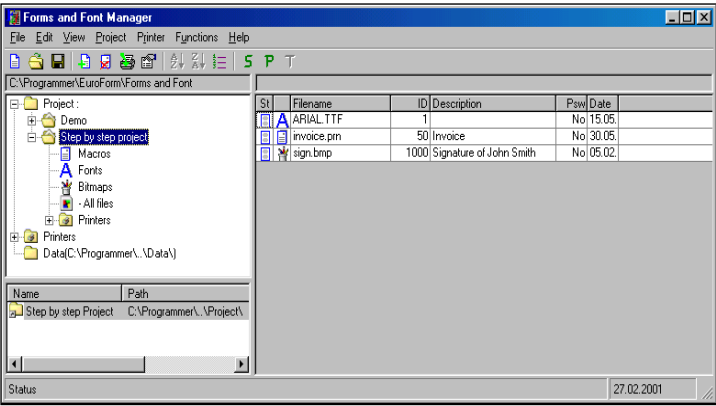 Forms and Font Manager
File Edit View Project Printer Functions Help
S P T
C:\Programmer\EuroForm\Forms and Font
Project :
Demo
Step by step project
Macros
Fonts
Bitmaps
- All files
Printers
Printers
Data(C:\Programmer\..\Data\)
Name Path
Step by step Project C:\Programmer\..\Project\
St Filename ID Description Psw Date
A ARIAL.TTF 1 No 15.05.
invoice.prn 50 Invoice No 30.05.
sign.bmp 1000 Signature of John Smith No 05.02.
Status 27.02.2001